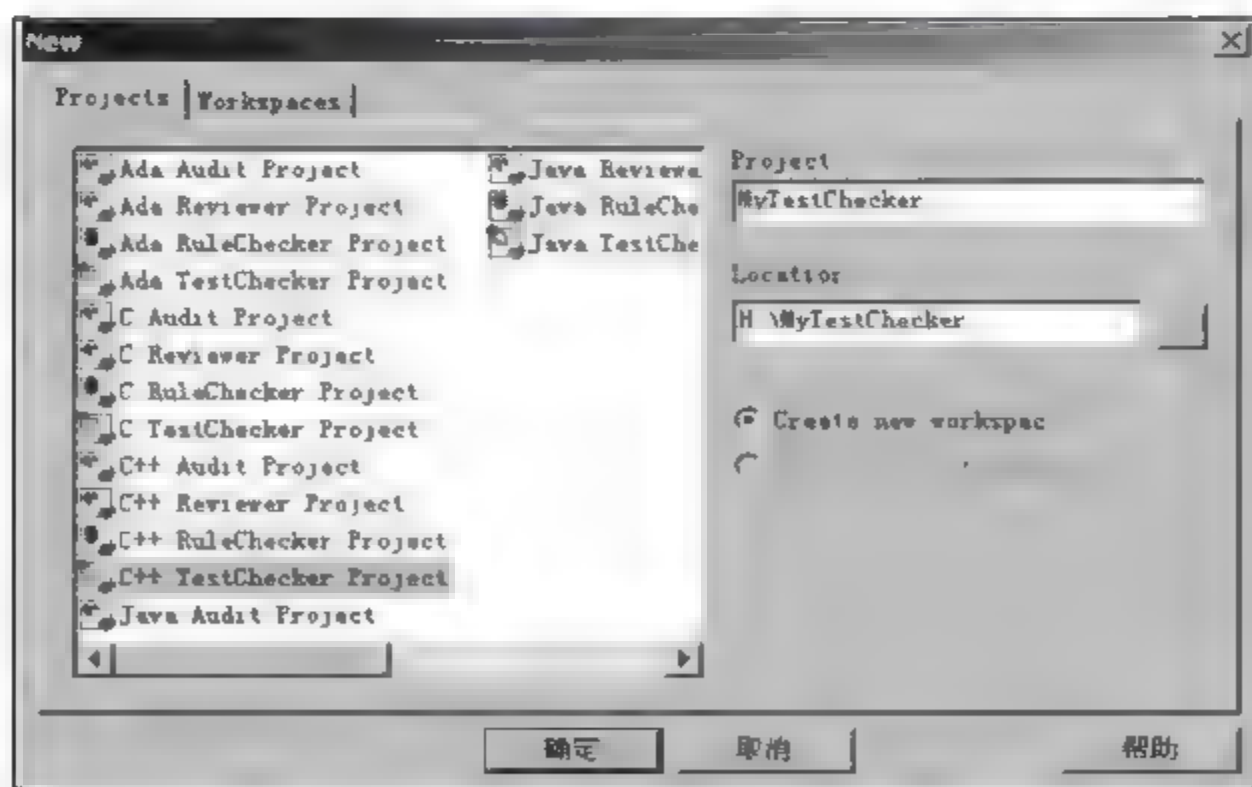 New
Projects
Workspaces
Ada Audit Project
Ada Reviewer Project
Ada RuleChecker Project
Ada TestChecker Project
C Audit Project
C Reviewer Project
C RuleChecker Project
C TestChecker Project
C++ Audit Project
C++ Reviewer Project
C++ RuleChecker Project
C++ TestChecker Project
Java Audit Project
Java Reviewe
Java RuleChe
Java TestChe
Project
MyTestChecker
Location
H \MyTestChecker
Create new workspac
确定
取消
帮助